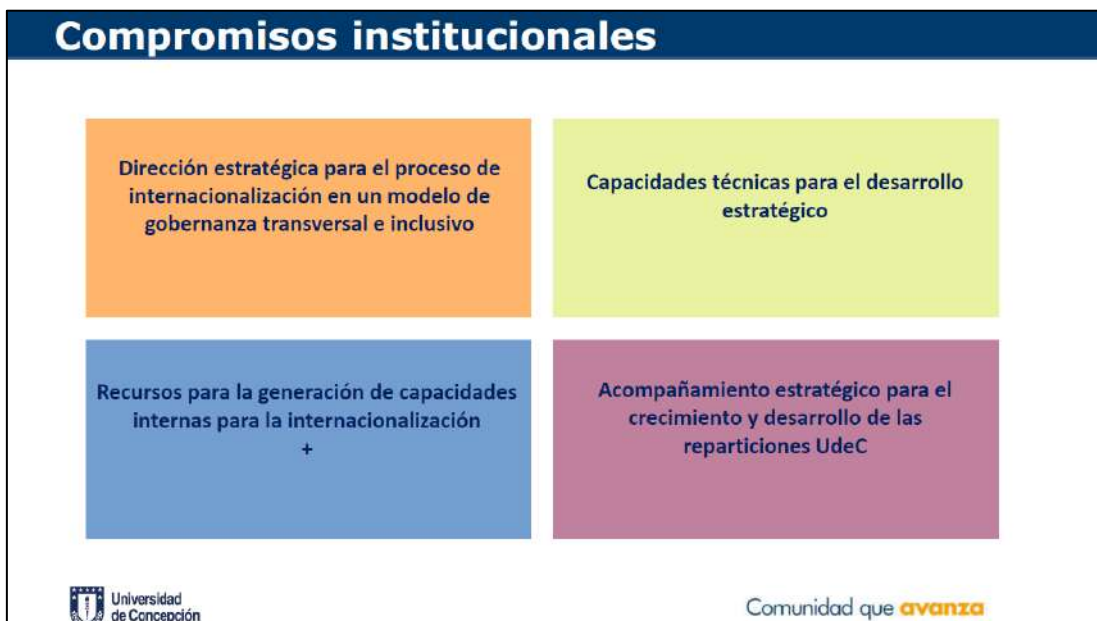 Compromisos institucionales
Dirección estratégica para el proceso de
internacionalización en un modelo de
gobernanza transversal e inclusivo
Capacidades técnicas para el desarrollo
estratégico
Recursos para la generación de capacidades
internas para la internacionalización
+
Acompañamiento estratégico para el
crecimiento y desarrollo de las
reparticiones UdeC
Universidad
de Concepción
Comunidad que avanza